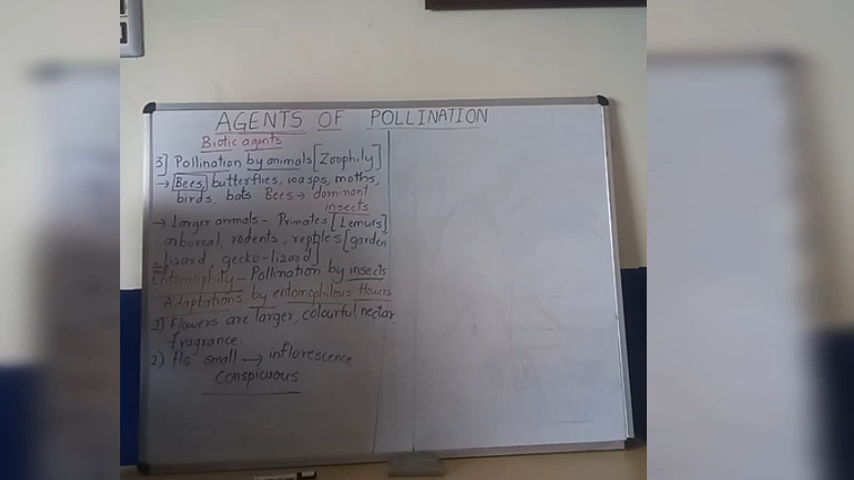 AGENTS OF POLLINATION
Biotic agents
3] Pollination by animals [Zoophily]
→ Bees, butterflies, wasps, moths,
birds, bats Bees → dominant
insects
→ Larger animals - Primates [Lemurs]
arboreal, rodents, reptiles [garden
lizard, gecko-lizard]
Entomophily - Pollination by insects
Adaptations by entomophilous flowers
1) Flowers are larger, colourful, nectar
fragrance.
2) fls small → inflorescence
Conspicuous